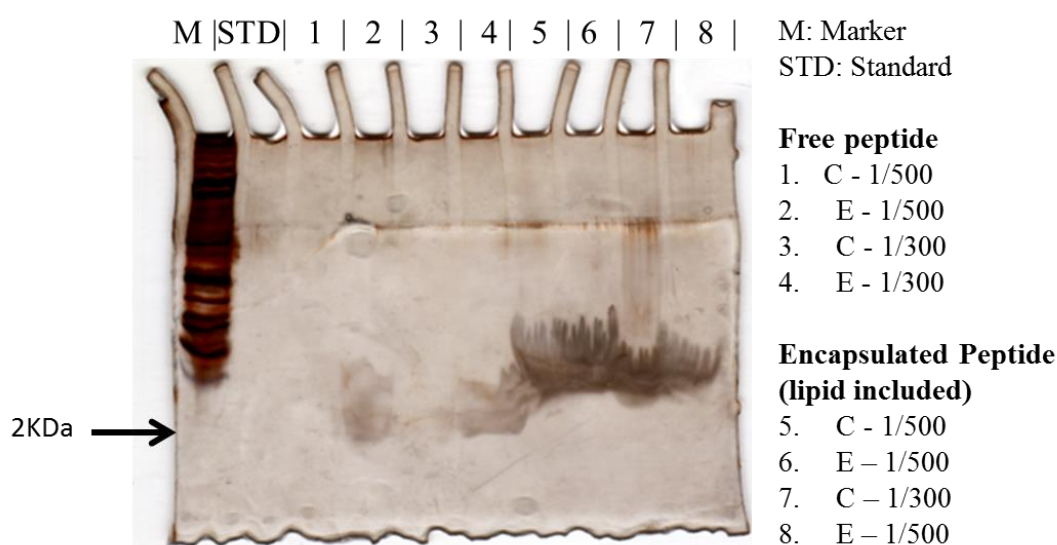 M |STD| 1 | 2 | 3 | 4 | 5 | 6 | 7 | 8 |
M: Marker
STD: Standard
Free peptide
1. C - 1/500
2. E - 1/500
3. C - 1/300
4. E - 1/300
Encapsulated Peptide
(lipid included)
5. C - 1/500
6. E – 1/500
7. C – 1/300
8. E – 1/500
2KDa